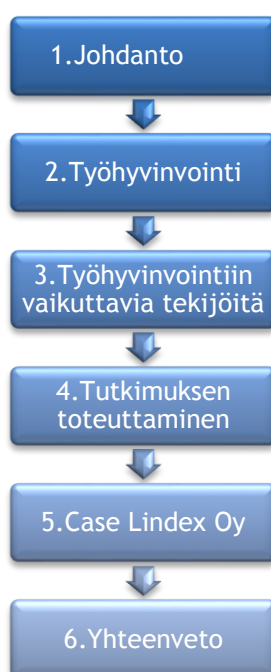 1.Johdanto
2.Työhyvinvointi
3.Työhyvinvointiin
vaikuttavia tekijöitä
4.Tutkimuksen
toteuttaminen
5.Case Lindex Oy
6.Yhteenveto